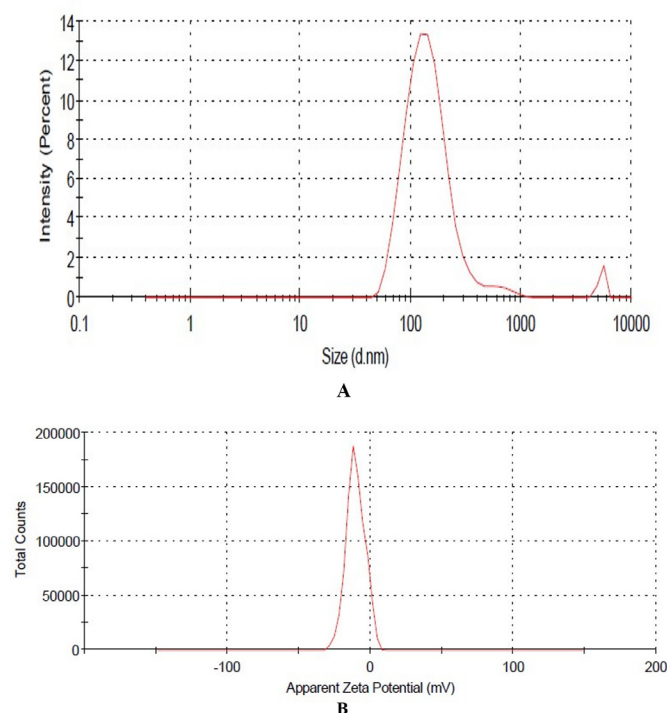 14
12
10
8
6
4
2
0
Intensity (Percent)
0.1 1 10 100 1000 10000
Size (d.nm)
A
200000
150000
100000
50000
0
Total Counts
-100 0 100 200
Apparent Zeta Potential (mV)
B